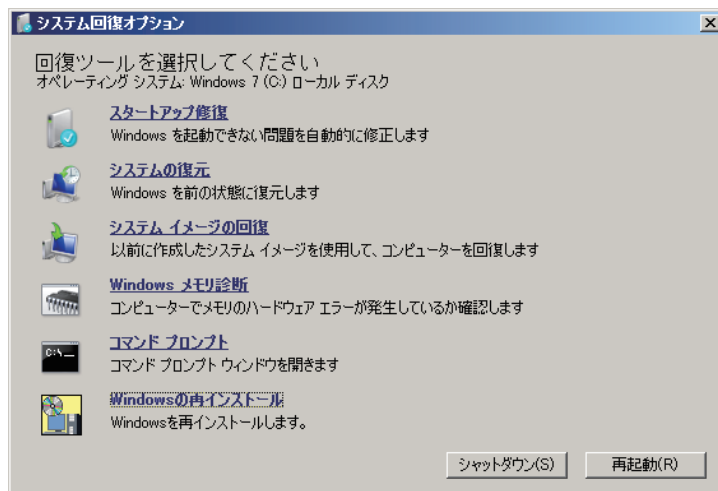 システム回復オプション
回復ツールを選択してください
オペレーティング システム: Windows 7 (C:) ローカル ディスク
スタートアップ修復
Windows を起動できない問題を自動的に修正します
システムの復元
Windows を前の状態に復元します
システム イメージの回復
以前に作成したシステム イメージを使用して、コンピューターを回復します
Windows メモリ診断
コンピューターでメモリのハードウェア エラーが発生しているか確認します
コマンド プロンプト
C:\_
コマンド プロンプト ウィンドウを開きます
Windowsの再インストール
Windowsを再インストールします。
シャットダウン(S)
再起動(R)